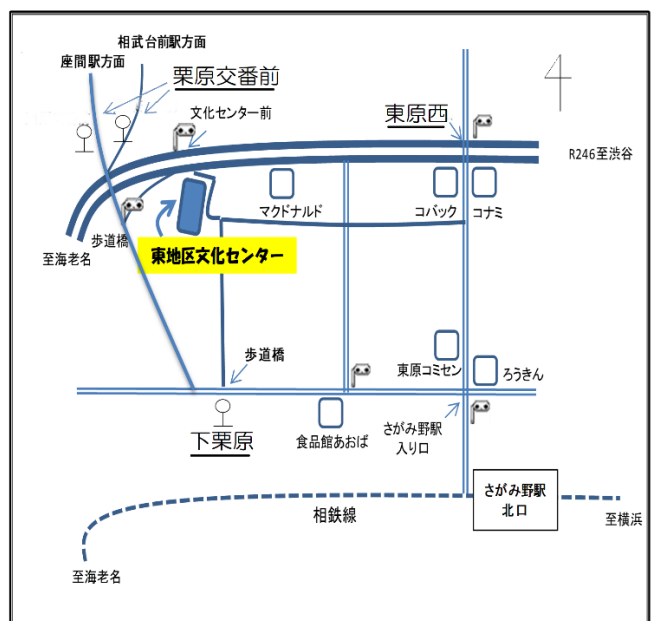 相武台前駅方面
座間駅方面
栗原交番前
文化センター前
東原西
R246至渋谷
マクドナルド
コバック
コナミ
歩道橋
至海老名
東地区文化センター
歩道橋
東原コミセン
ろうきん
下栗原
食品館あおば
さがみ野駅
入り口
さがみ野駅
北口
相鉄線
至横浜
至海老名